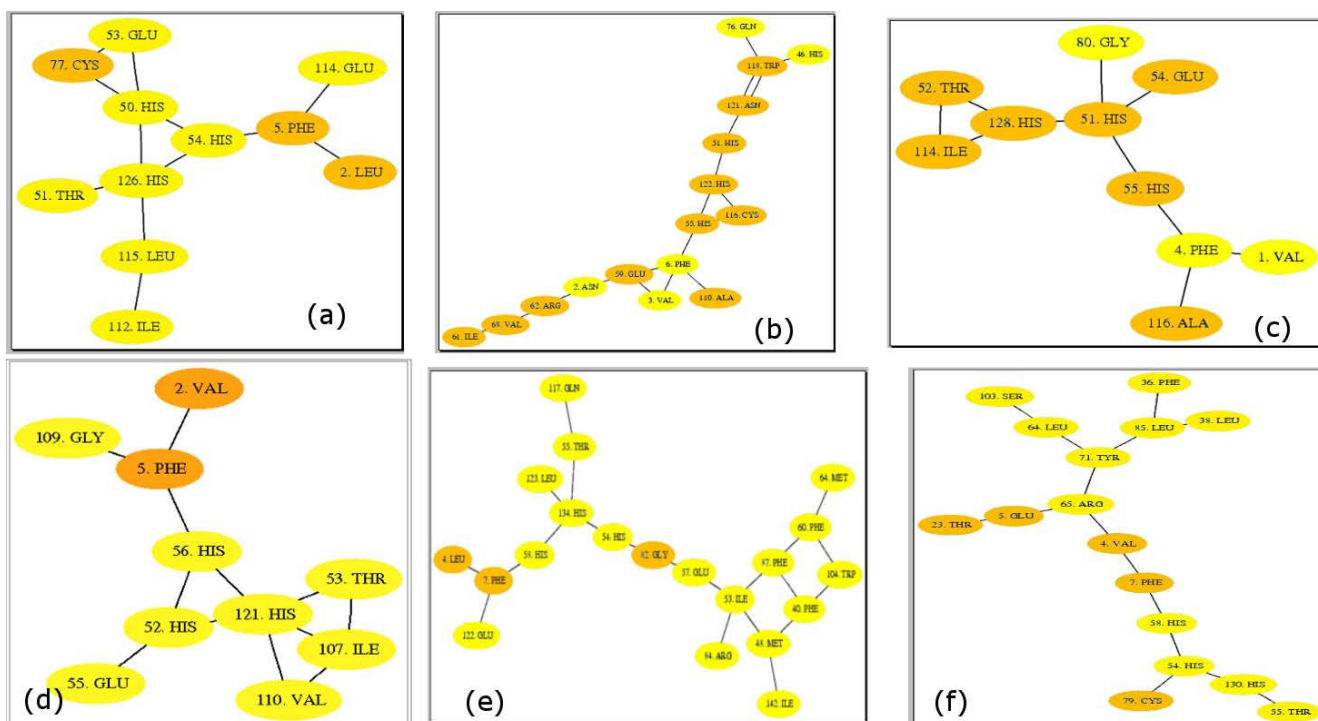 53. GLU
77. CYS
114. GLU
50. HIS
5. PHE
54. HIS
2. LEU
126. HIS
51. THR
115. LEU
112. ILE
(a)
76. GLN
46. HIS
119. TRP
121. ASN
51. HIS
122. HIS
116. CYS
55. HIS
6. PHE
59. GLU
2. ASN
3. VAL
110. ALA
62. ARG
69. VAL
61. ILE
(b)
80. GLY
54. GLU
52. THR
128. HIS
51. HIS
114. ILE
55. HIS
4. PHE
1. VAL
116. ALA
(c)
2. VAL
109. GLY
5. PHE
56. HIS
53. THR
121. HIS
52. HIS
107. ILE
55. GLU
110. VAL
(d)
117. GLN
55. THR
123. LEU
64. MET
134. HIS
60. PHE
54. HIS
4. LEU
58. HIS
82. GLY
97. PHE
7. PHE
57. GLU
104. TRP
53. ILE
40. PHE
122. GLU
94. ARG
49. MET
142. ILE
(e)
36. PHE
103. SER
38. LEU
64. LEU
85. LEU
71. TYR
65. ARG
5. GLU
23. THR
4. VAL
7. PHE
58. HIS
54. HIS
79. CYS
130. HIS
55. THR
(f)